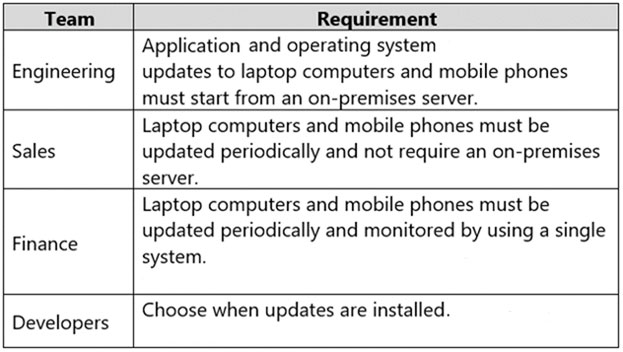 Team Requirement
Application and operating system
Engineering updates to laptop computers and mobile phones
must start from an on-premises server.
Laptop computers and mobile phones must be
Sales updated periodically and not require an on-premises
server.
Laptop computers and mobile phones must be
Finance updated periodically and monitored by using a single
system.
Choose when updates are installed.
Developers